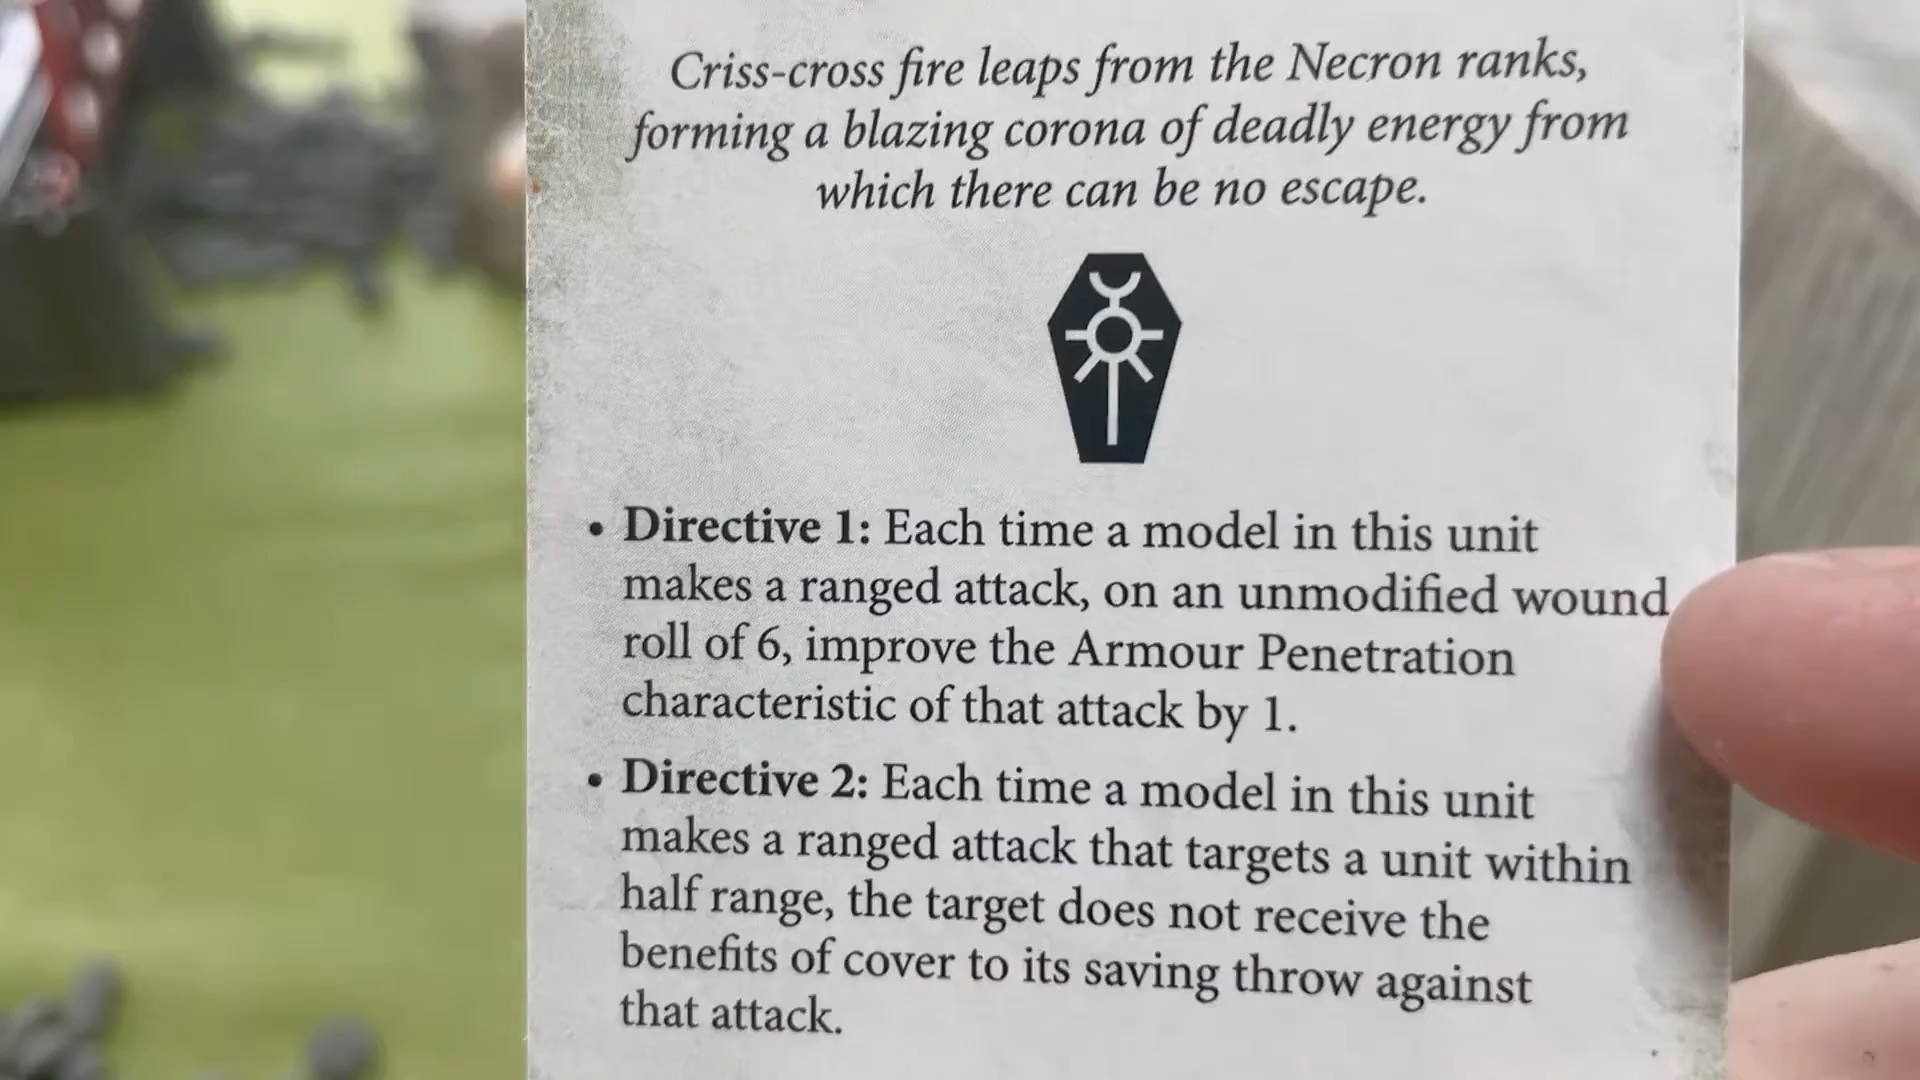 Criss-cross fire leaps from the Necron ranks,
forming a blazing corona of deadly energy from
which there can be no escape.
• Directive 1: Each time a model in this unit
makes a ranged attack, on an unmodified wound
roll of 6, improve the Armour Penetration
characteristic of that attack by 1.
• Directive 2: Each time a model in this unit
makes a ranged attack that targets a unit within
half range, the target does not receive the
benefits of cover to its saving throw against
that attack.